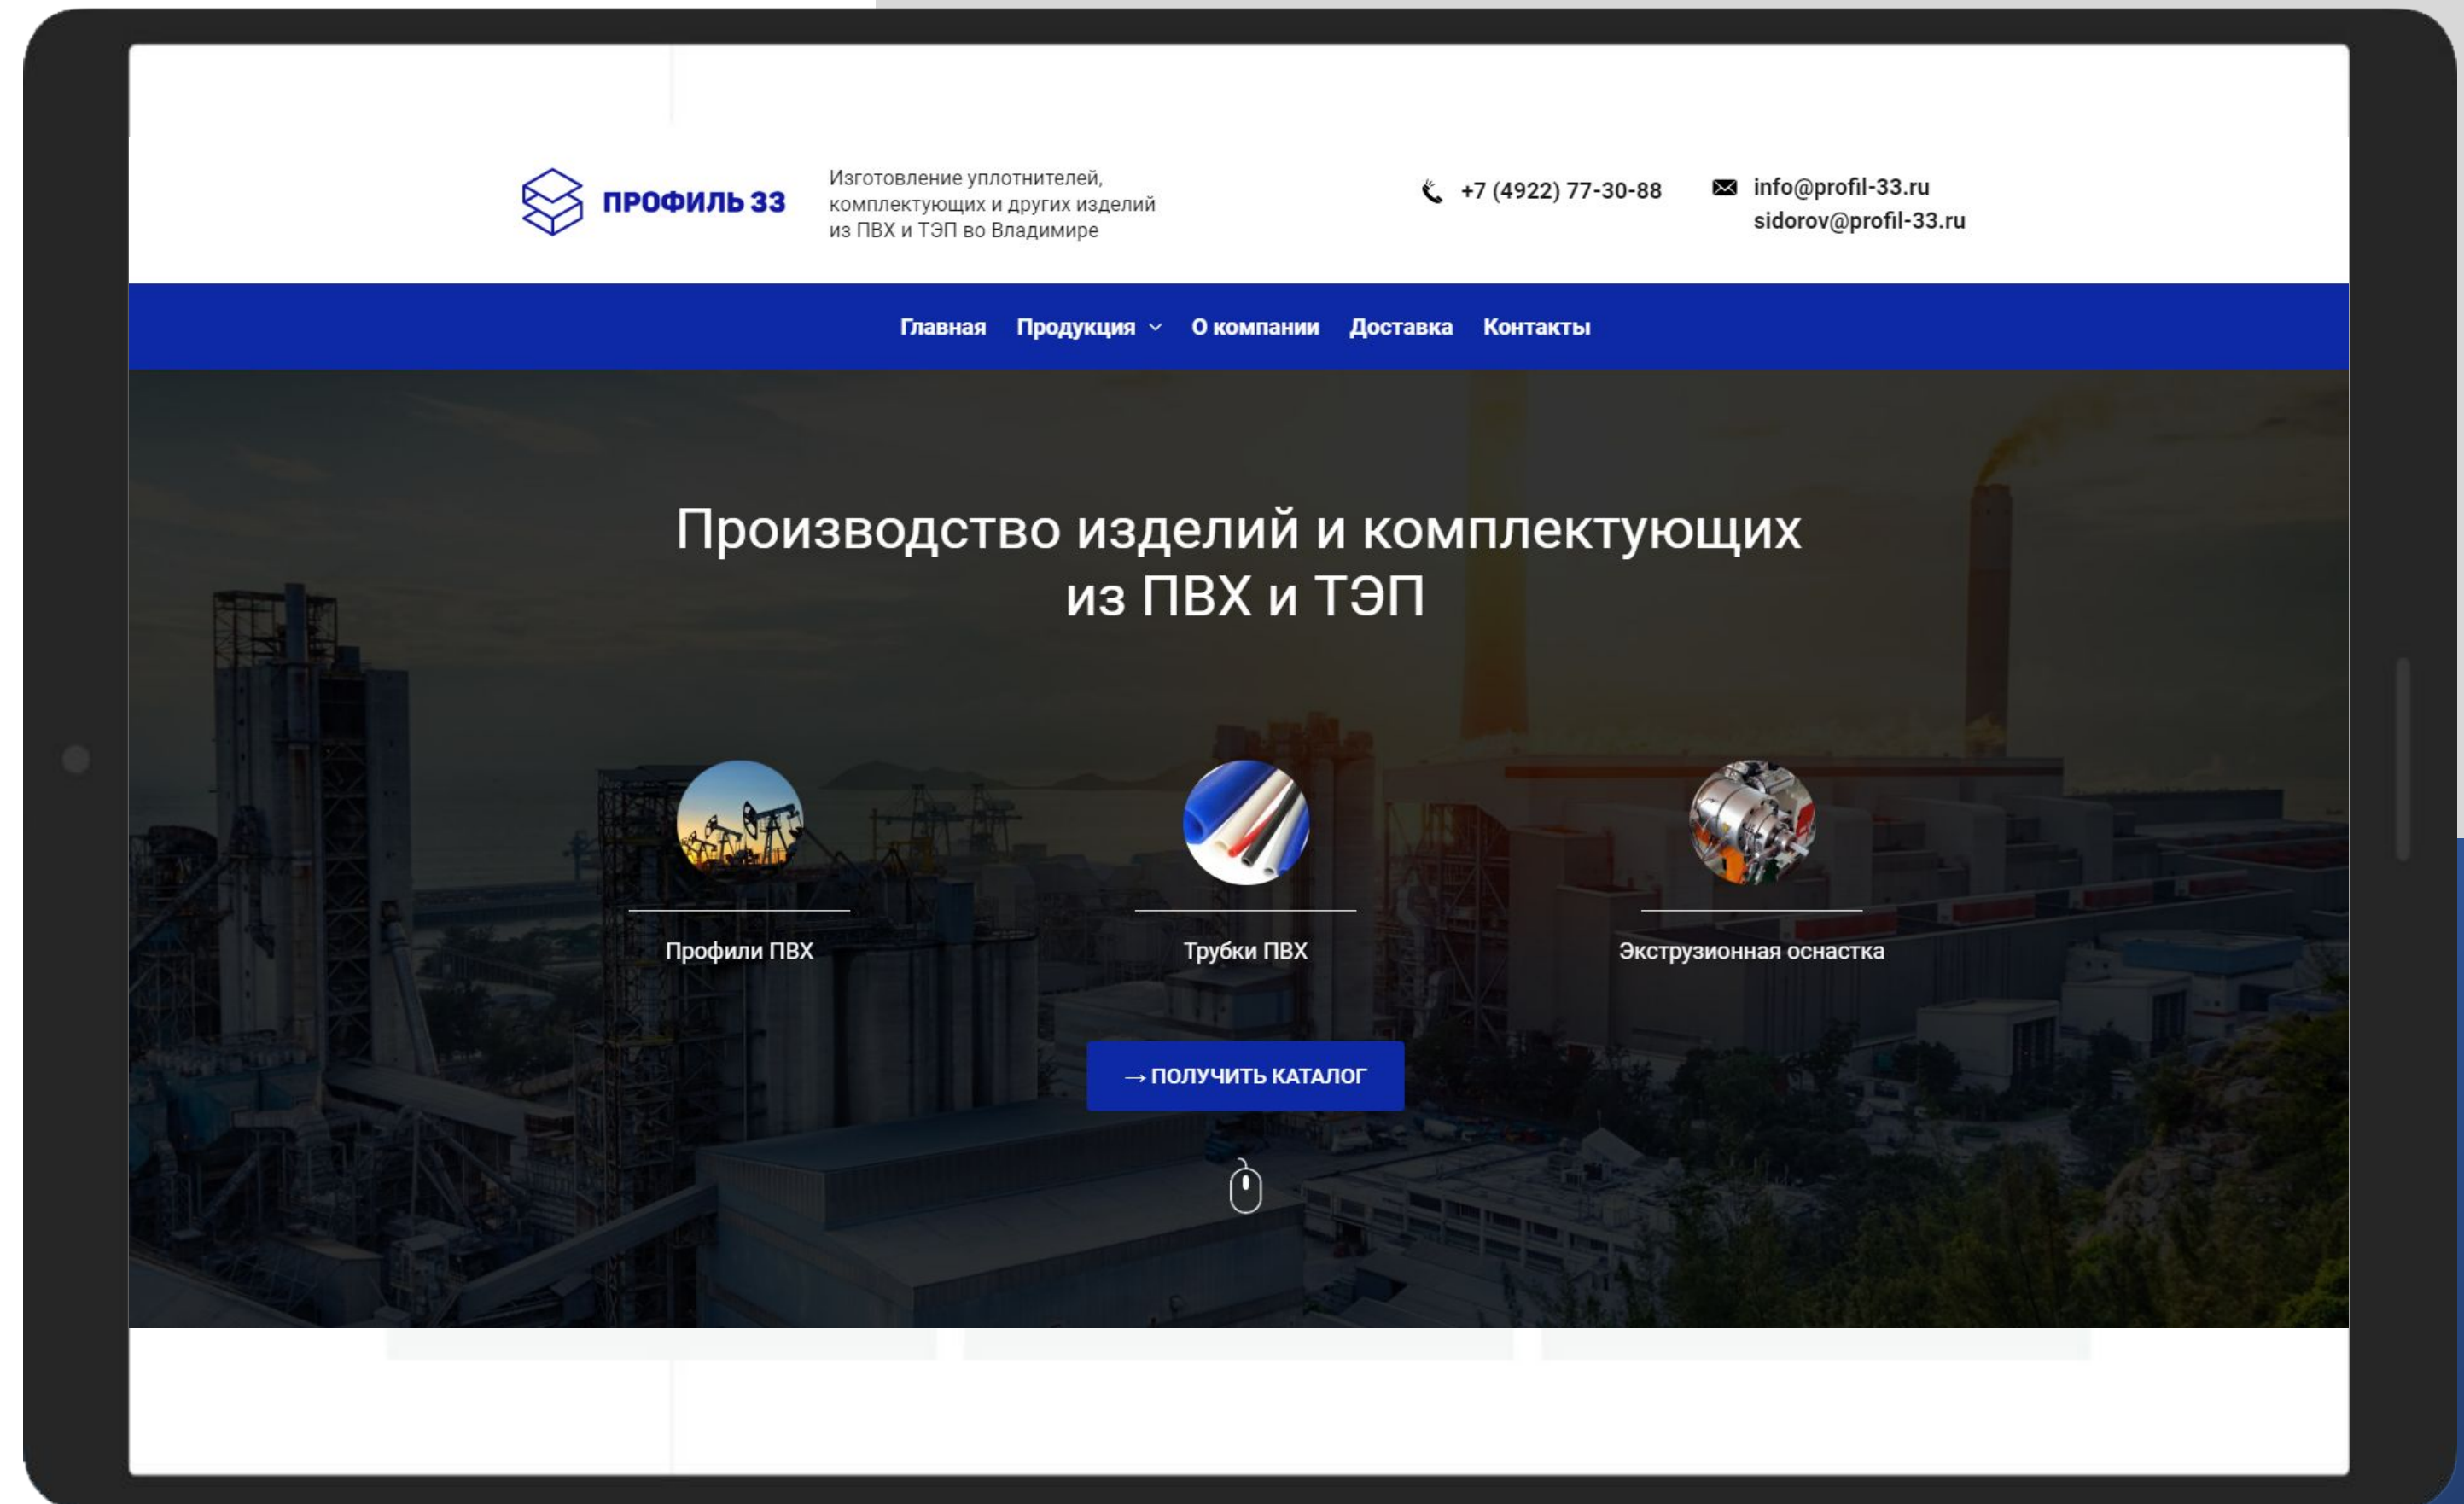 ПРОФИЛЬ 33
Изготовление уплотнителей,
комплектующих и других изделий
из ПВХ и ТЭП во Владимире
+7 (4922) 77-30-88
info@profil-33.ru
sidorov@profil-33.ru
Главная Продукция О компании Доставка Контакты
Производство изделий и комплектующих
из ПВХ и ТЭП
Профили ПВХ
Трубки ПВХ
Экструзионная оснастка
→ ПОЛУЧИТЬ КАТАЛОГ